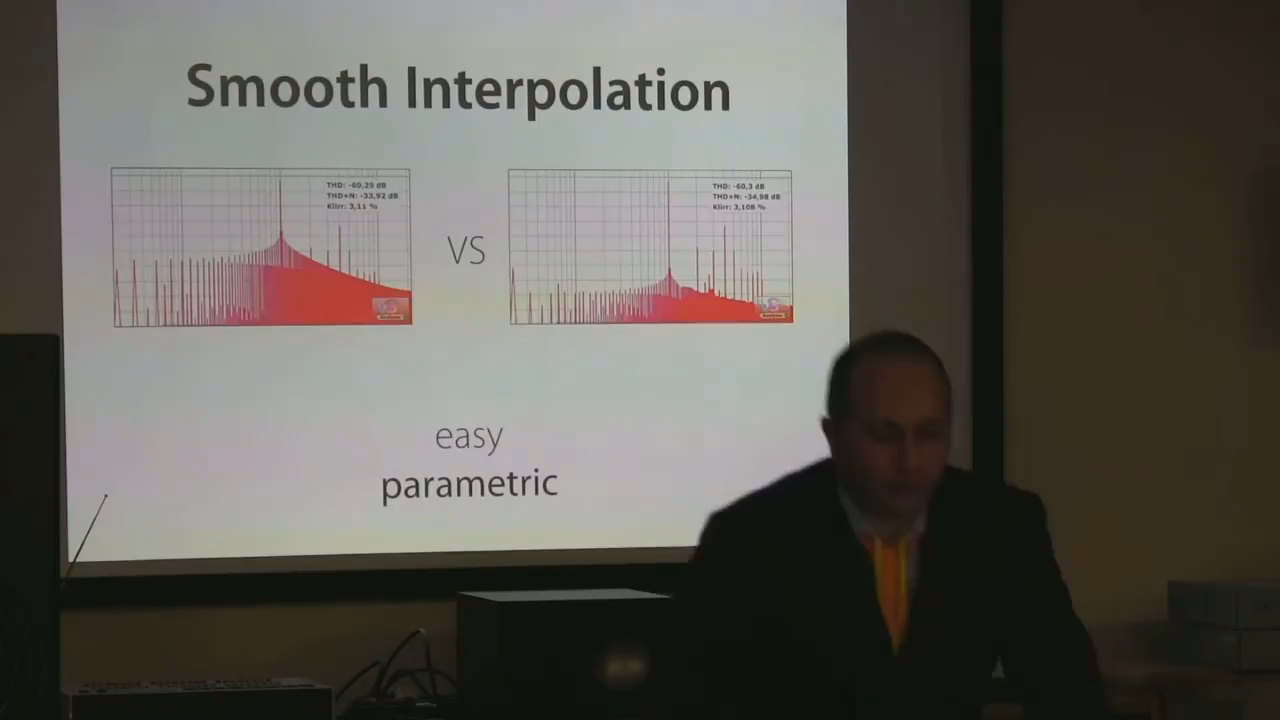 Smooth Interpolation
THD: -60,29 dB
THD+N: -33,92 dB
Klirr: 3,11 %
VS
THD: -60,3 dB
THD+N: -34,98 dB
Klirr: 3,108 %
easy
parametric